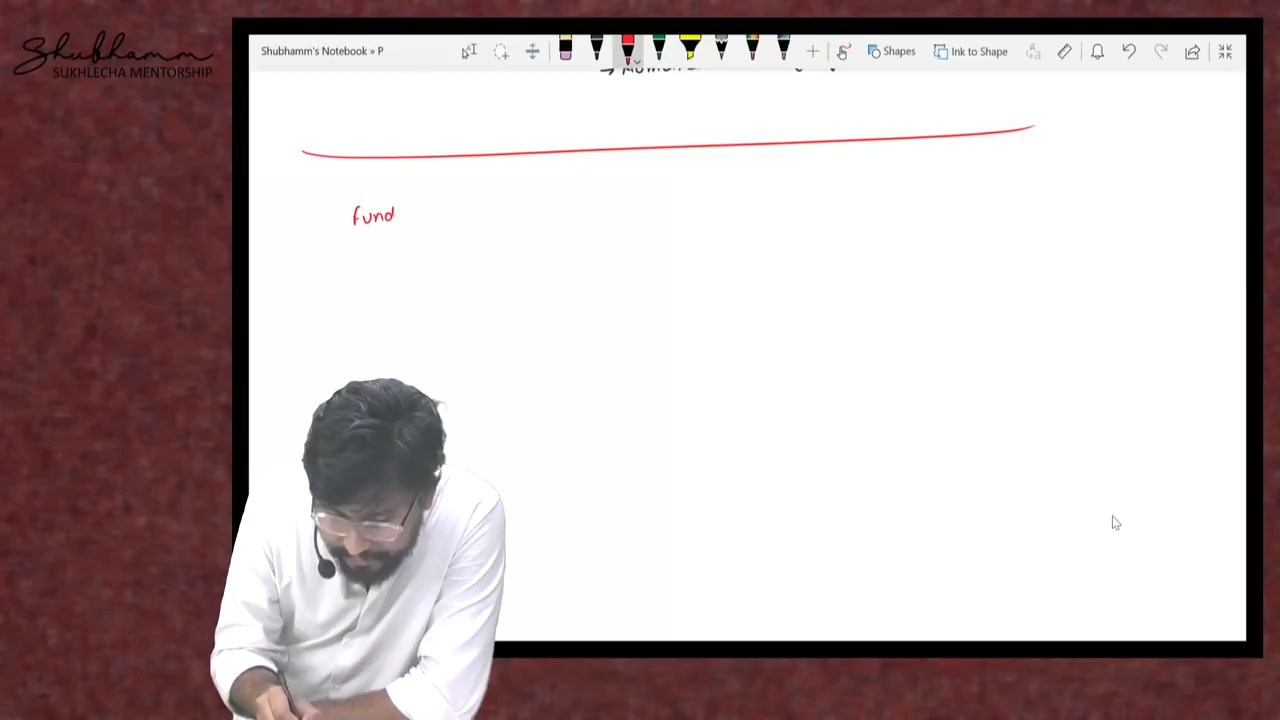 Shubhamm
SUKHLECHA MENTORSHIP
Shubhamm's Notebook » P
Shapes
Ink to Shape
Fund